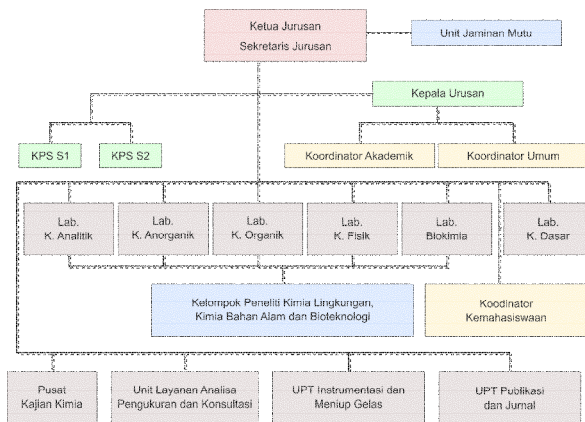 Ketua Jurusan
Sekretaris Jurusan
Unit Jaminan Mutu
Kepala Urusan
KPS S1
KPS S2
Koordinator Akademik
Koordinator Umum
Lab.
K. Analitik
Lab.
K. Anorganik
Lab.
K. Organik
Lab.
K. Fisik
Lab.
Biokimia
Lab.
K. Dasar
Kelompok Peneliti Kimia Lingkungan,
Kimia Bahan Alam dan Bioteknologi
Koodinator
Kemahasiswaan
Pusat
Kajian Kimia
Unit Layanan Analisa
Pengukuran dan Konsultasi
UPT Instrumentasi dan
Meniup Gelas
UPT Publikasi
dan Jurnal